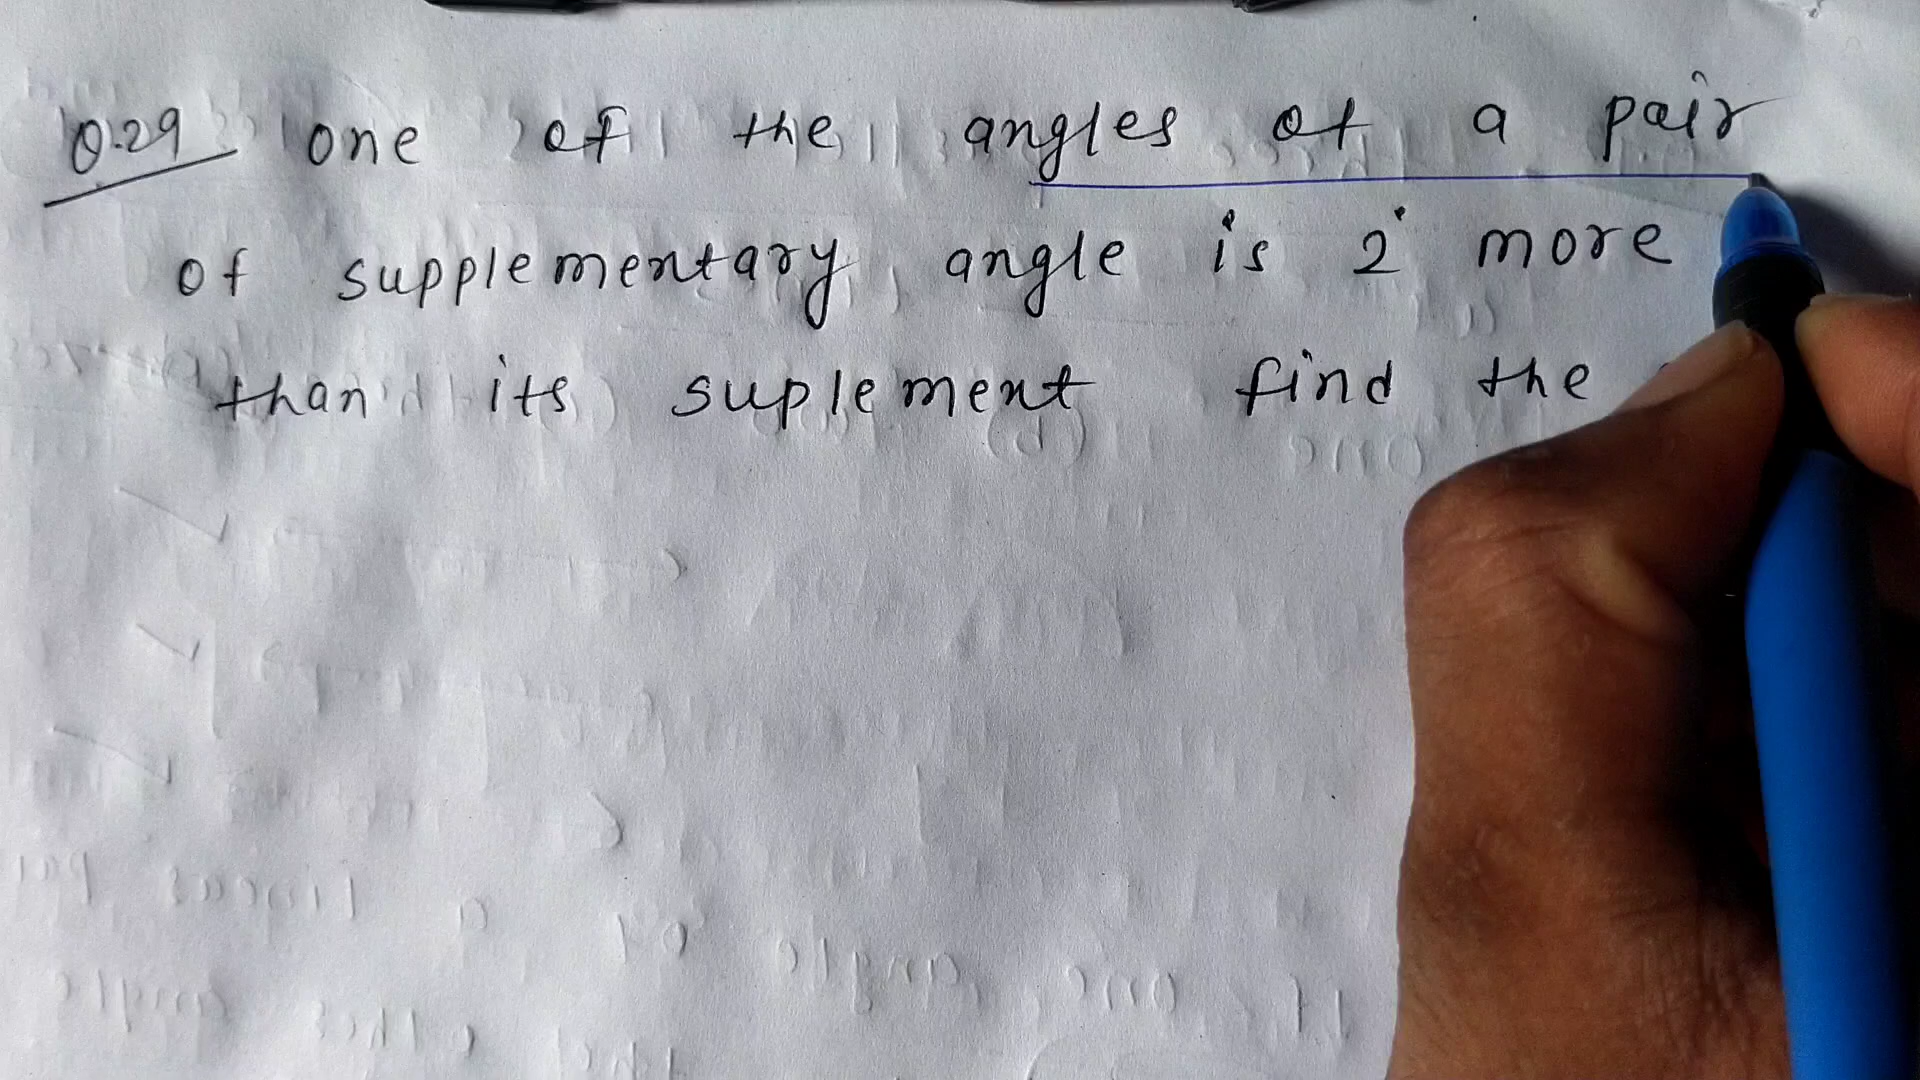 Q.29 one of the angles of a pair
of supplementary angle is 2° more
than its suplement find the